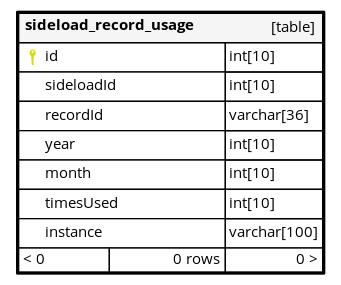 sideload_record_usage [table]
id int[10]
sideloadId int[10]
recordId varchar[36]
year int[10]
month int[10]
timesUsed int[10]
instance varchar[100]
< 0 0 rows 0 >